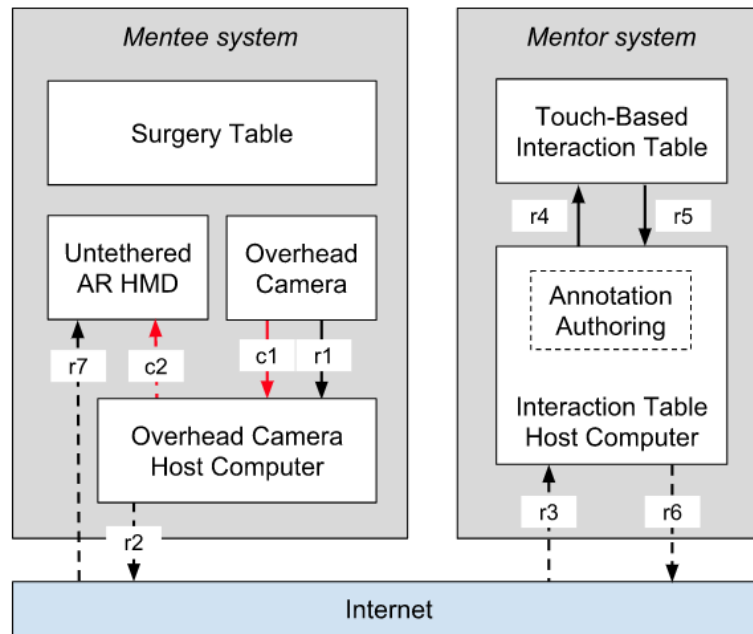 Mentee system
Surgery Table
Untethered
AR HMD
Overhead
Camera
r7
c2
c1
r1
Overhead Camera
Host Computer
r2
Mentor system
Touch-Based
Interaction Table
r4
r5
Annotation
Authoring
Interaction Table
Host Computer
r3
r6
Internet